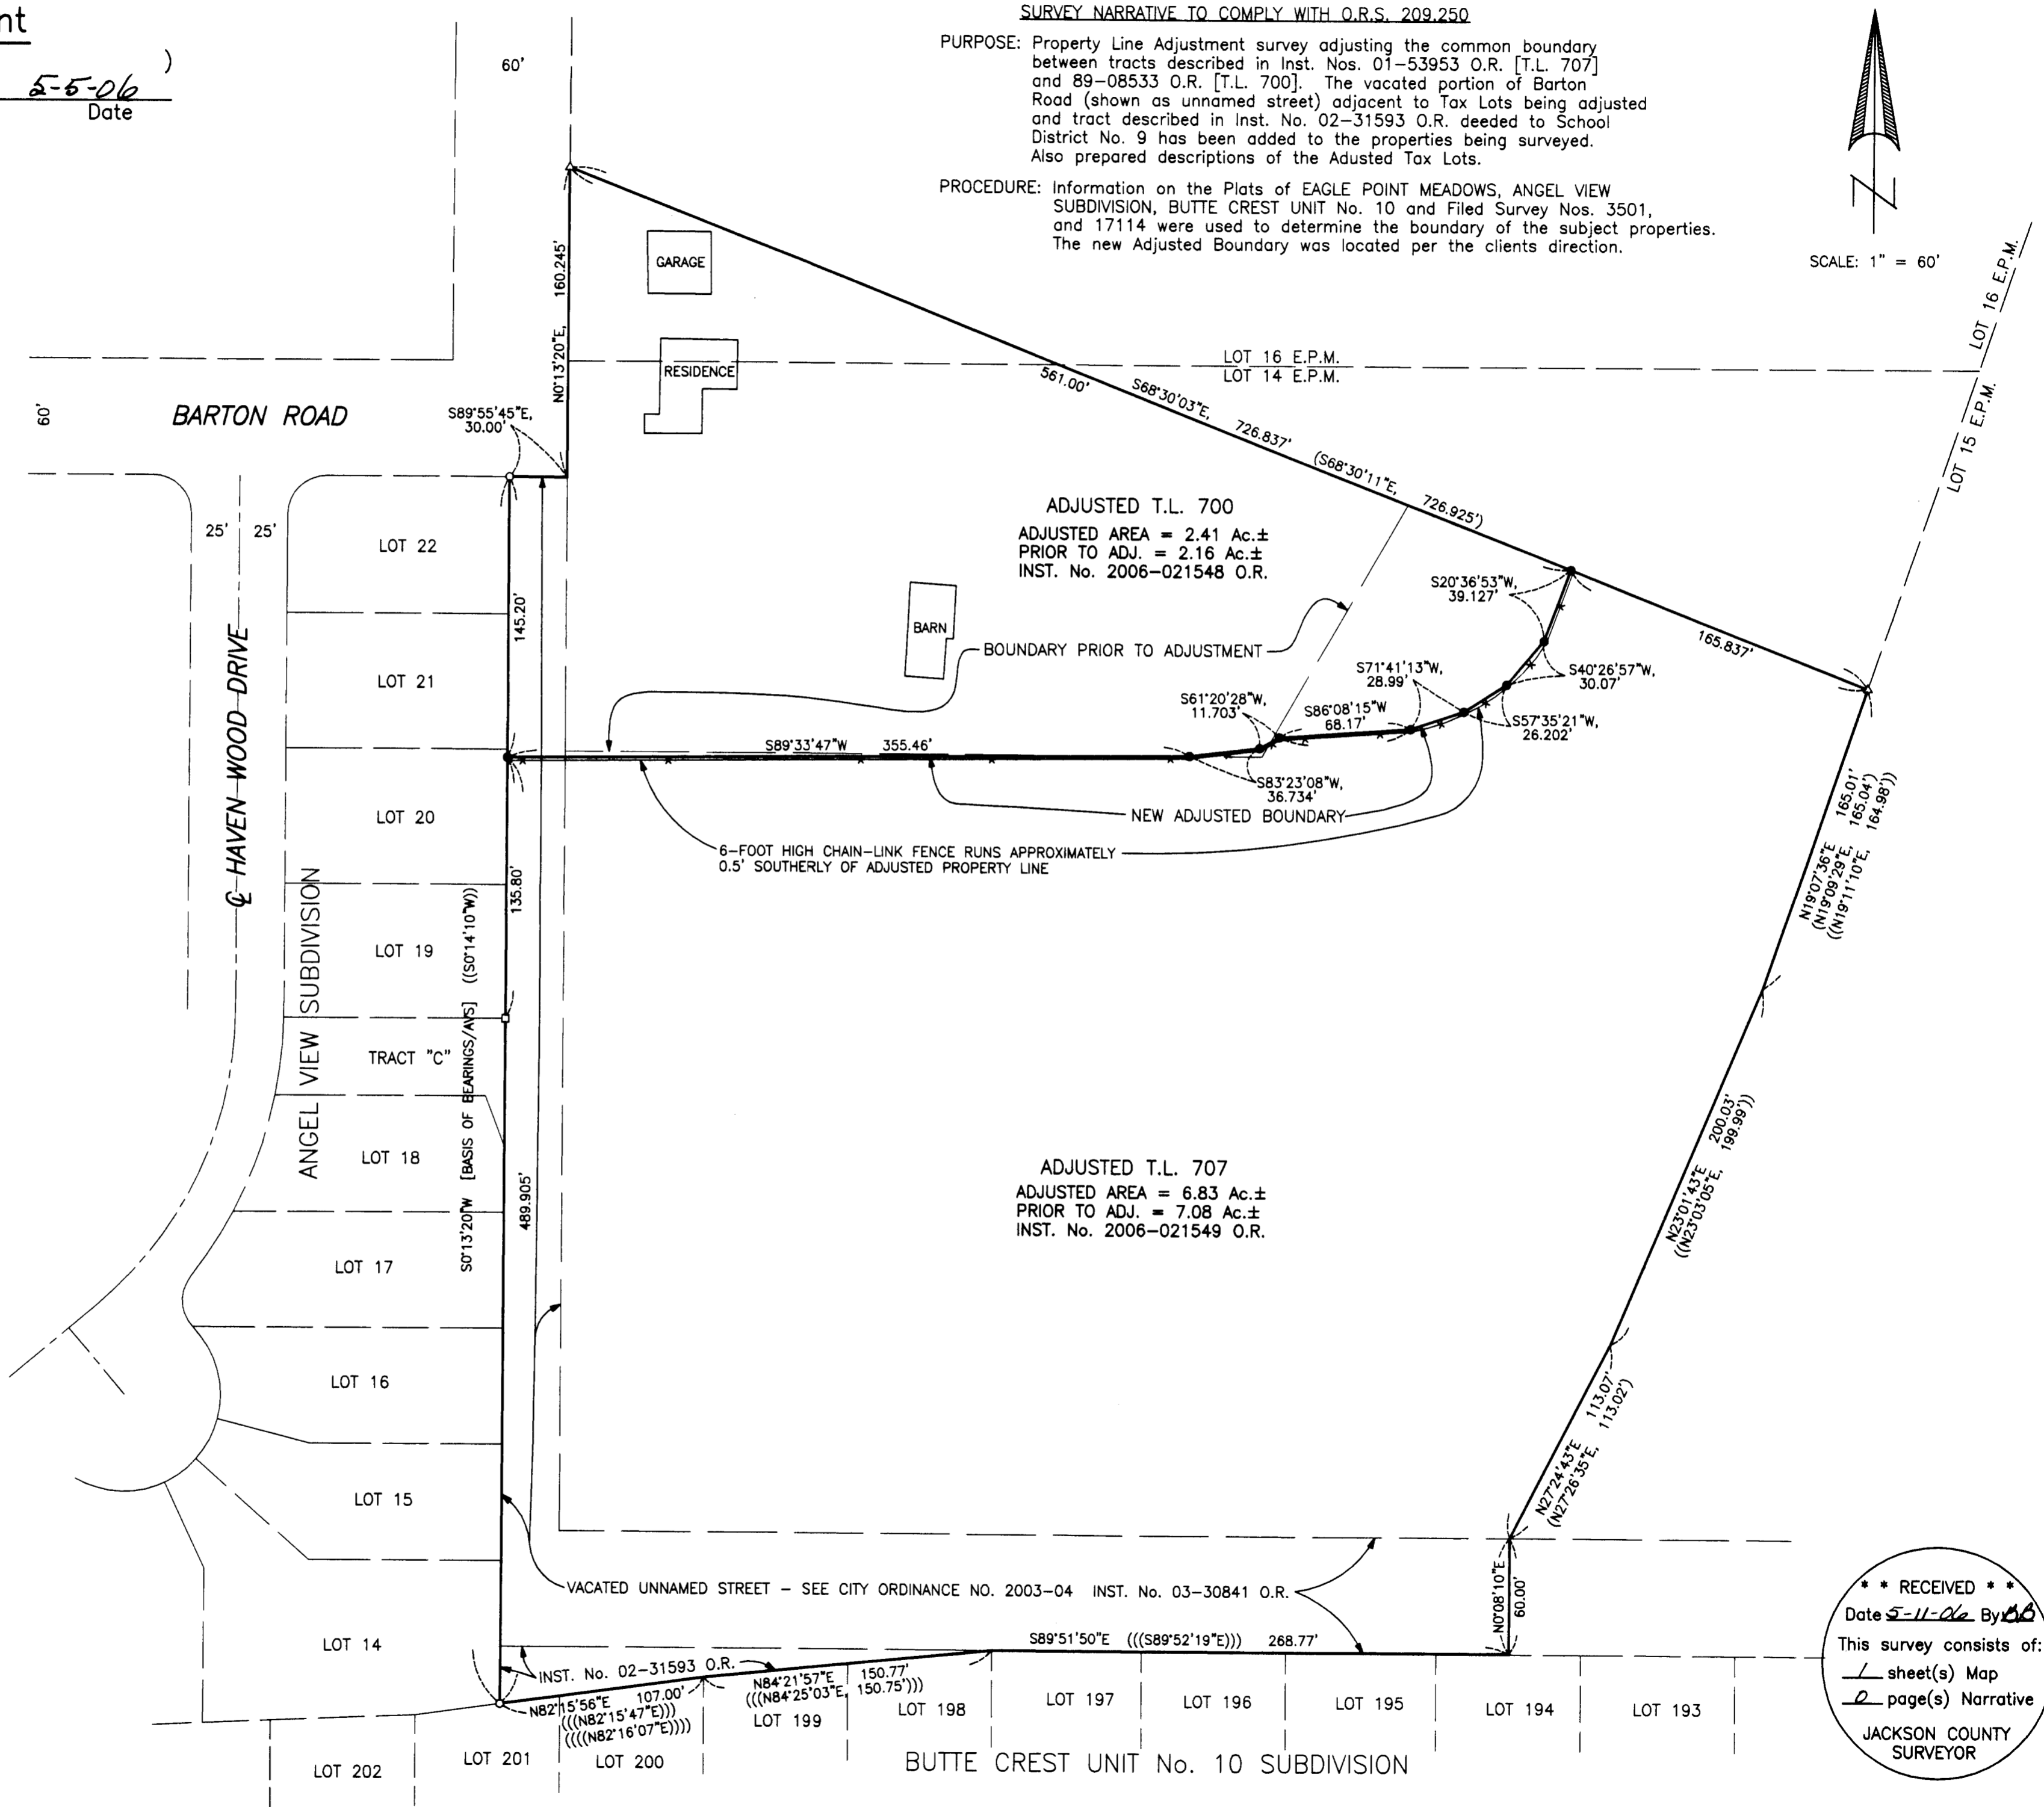 nt
)
5-5-06
Date
SURVEY NARRATIVE TO COMPLY WITH O.R.S. 209.250
PURPOSE: Property Line Adjustment survey adjusting the common boundary
between tracts described in Inst. Nos. 01-53953 O.R. [T.L. 707]
and 89-08533 O.R. [T.L. 700]. The vacated portion of Barton
Road (shown as unnamed street) adjacent to Tax Lots being adjusted
and tract described in Inst. No. 02-31593 O.R. deeded to School
District No. 9 has been added to the properties being surveyed.
Also prepared descriptions of the Adusted Tax Lots.
PROCEDURE: Information on the Plats of EAGLE POINT MEADOWS, ANGEL VIEW
SUBDIVISION, BUTTE CREST UNIT No. 10 and Filed Survey Nos. 3501,
and 17114 were used to determine the boundary of the subject properties.
The new Adjusted Boundary was located per the clients direction.
N
SCALE: 1" = 60'
60'
LOT 16 E.P.M.
LOT 15 E.P.M.
GARAGE
N0°13'20"E, 160.245'
RESIDENCE
LOT 16 E.P.M.
LOT 14 E.P.M.
561.00'
S68°30'03"E, 726.837'
(S68°30'11"E, 726.925')
165.837'
60'
BARTON ROAD
S89°55'45"E,
30.00'
25' 25'
ADJUSTED T.L. 700
ADJUSTED AREA = 2.41 Ac.±
PRIOR TO ADJ. = 2.16 Ac.±
INST. No. 2006-021548 O.R.
LOT 22
LOT 21
LOT 20
LOT 19
TRACT "C"
LOT 18
LOT 17
LOT 16
LOT 15
LOT 14
145.20'
BARN
BOUNDARY PRIOR TO ADJUSTMENT
S20°36'53"W,
39.127'
S40°26'57"W,
30.07'
S71°41'13"W,
28.99'
S57°35'21"W,
26.202'
S61°20'28"W,
11.703'
S86°08'15"W
68.17'
S89°33'47"W 355.46'
S83°23'08"W,
36.734'
NEW ADJUSTED BOUNDARY
6-FOOT HIGH CHAIN-LINK FENCE RUNS APPROXIMATELY
0.5' SOUTHERLY OF ADJUSTED PROPERTY LINE
℄ HAVEN WOOD DRIVE
ANGEL VIEW SUBDIVISION
135.80'
S0°13'20"W [BASIS OF BEARINGS/AVS] ((S0°14'10"W))
489.905'
N19°07'36"E 165.01'
(N19°09'29"E, 165.04')
((N19°11'10"E, 164.98'))
ADJUSTED T.L. 707
ADJUSTED AREA = 6.83 Ac.±
PRIOR TO ADJ. = 7.08 Ac.±
INST. No. 2006-021549 O.R.
N23°01'43"E 200.03'
((N23°03'05"E, 199.99'))
N27°24'43"E 113.07'
(N27°26'35"E, 113.02')
N0°08'10"E
60.00'
VACATED UNNAMED STREET - SEE CITY ORDINANCE NO. 2003-04 INST. No. 03-30841 O.R.
S89°51'50"E (((S89°52'19"E))) 268.77'
INST. No. 02-31593 O.R.
N84°21'57"E 150.77'
(((N84°25'03"E, 150.75')))
N82°15'56"E 107.00'
(((N82°15'47"E)))
((((N82°16'07"E))))
LOT 202
LOT 201
LOT 200
LOT 199
LOT 198
LOT 197
LOT 196
LOT 195
LOT 194
LOT 193
BUTTE CREST UNIT No. 10 SUBDIVISION
* * RECEIVED * *
Date 5-11-06 By BB
This survey consists of:
1 sheet(s) Map
0 page(s) Narrative
JACKSON COUNTY
SURVEYOR